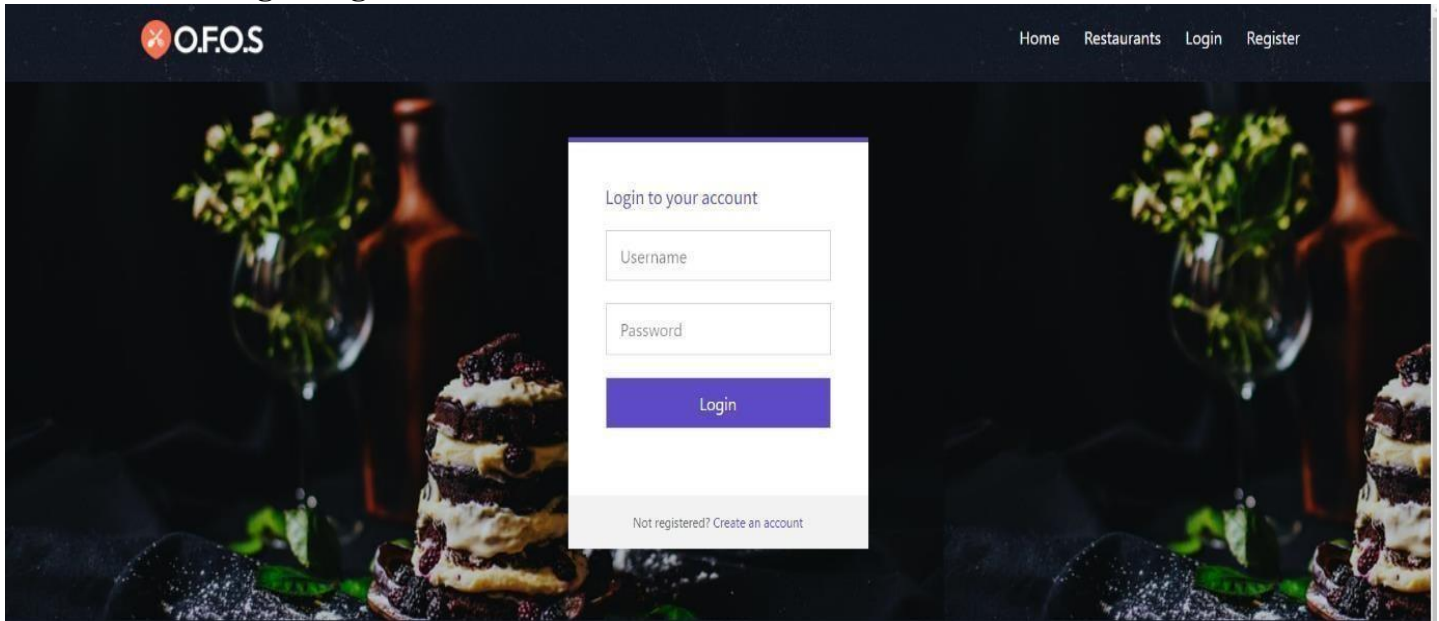 O.F.O.S
Home Restaurants Login Register
Login to your account
Username
Password
Login
Not registered? Create an account